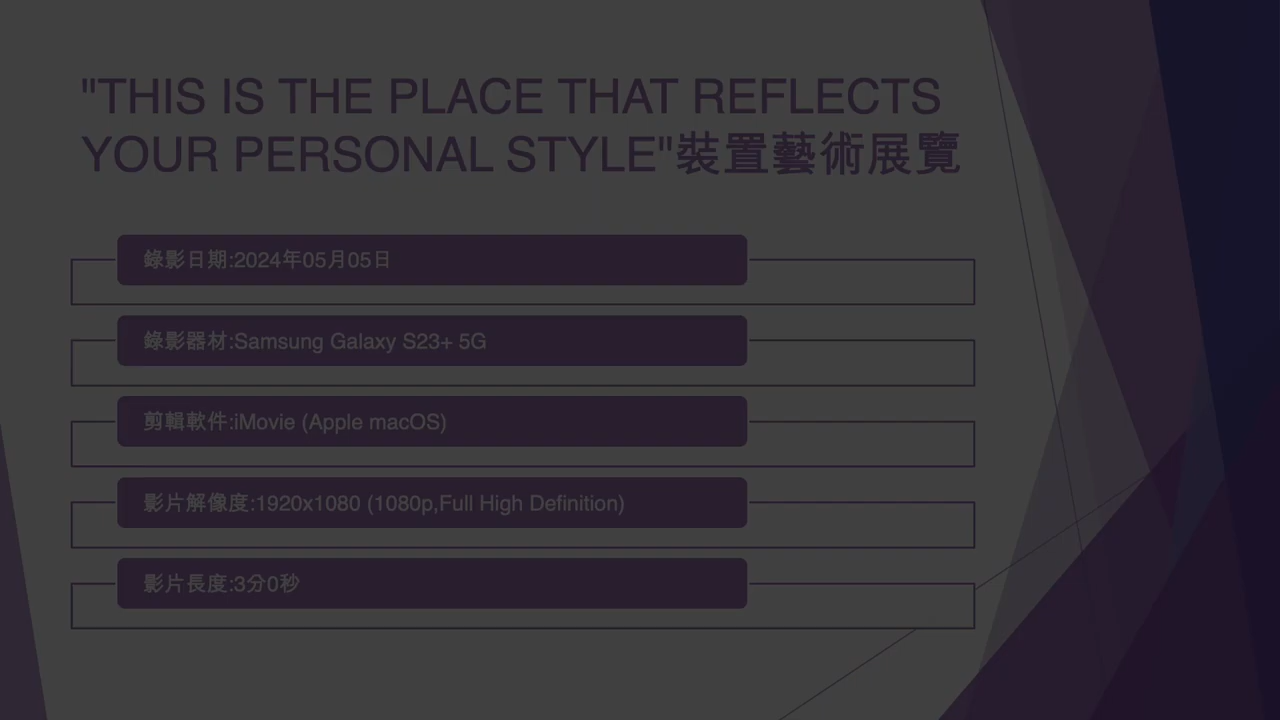 "THIS IS THE PLACE THAT REFLECTS
YOUR PERSONAL STYLE"裝置藝術展覽
錄影日期:2024年05月05日
錄影器材:Samsung Galaxy S23+ 5G
剪輯軟件:iMovie (Apple macOS)
影片解像度:1920x1080 (1080p,Full High Definition)
影片長度:3分0秒